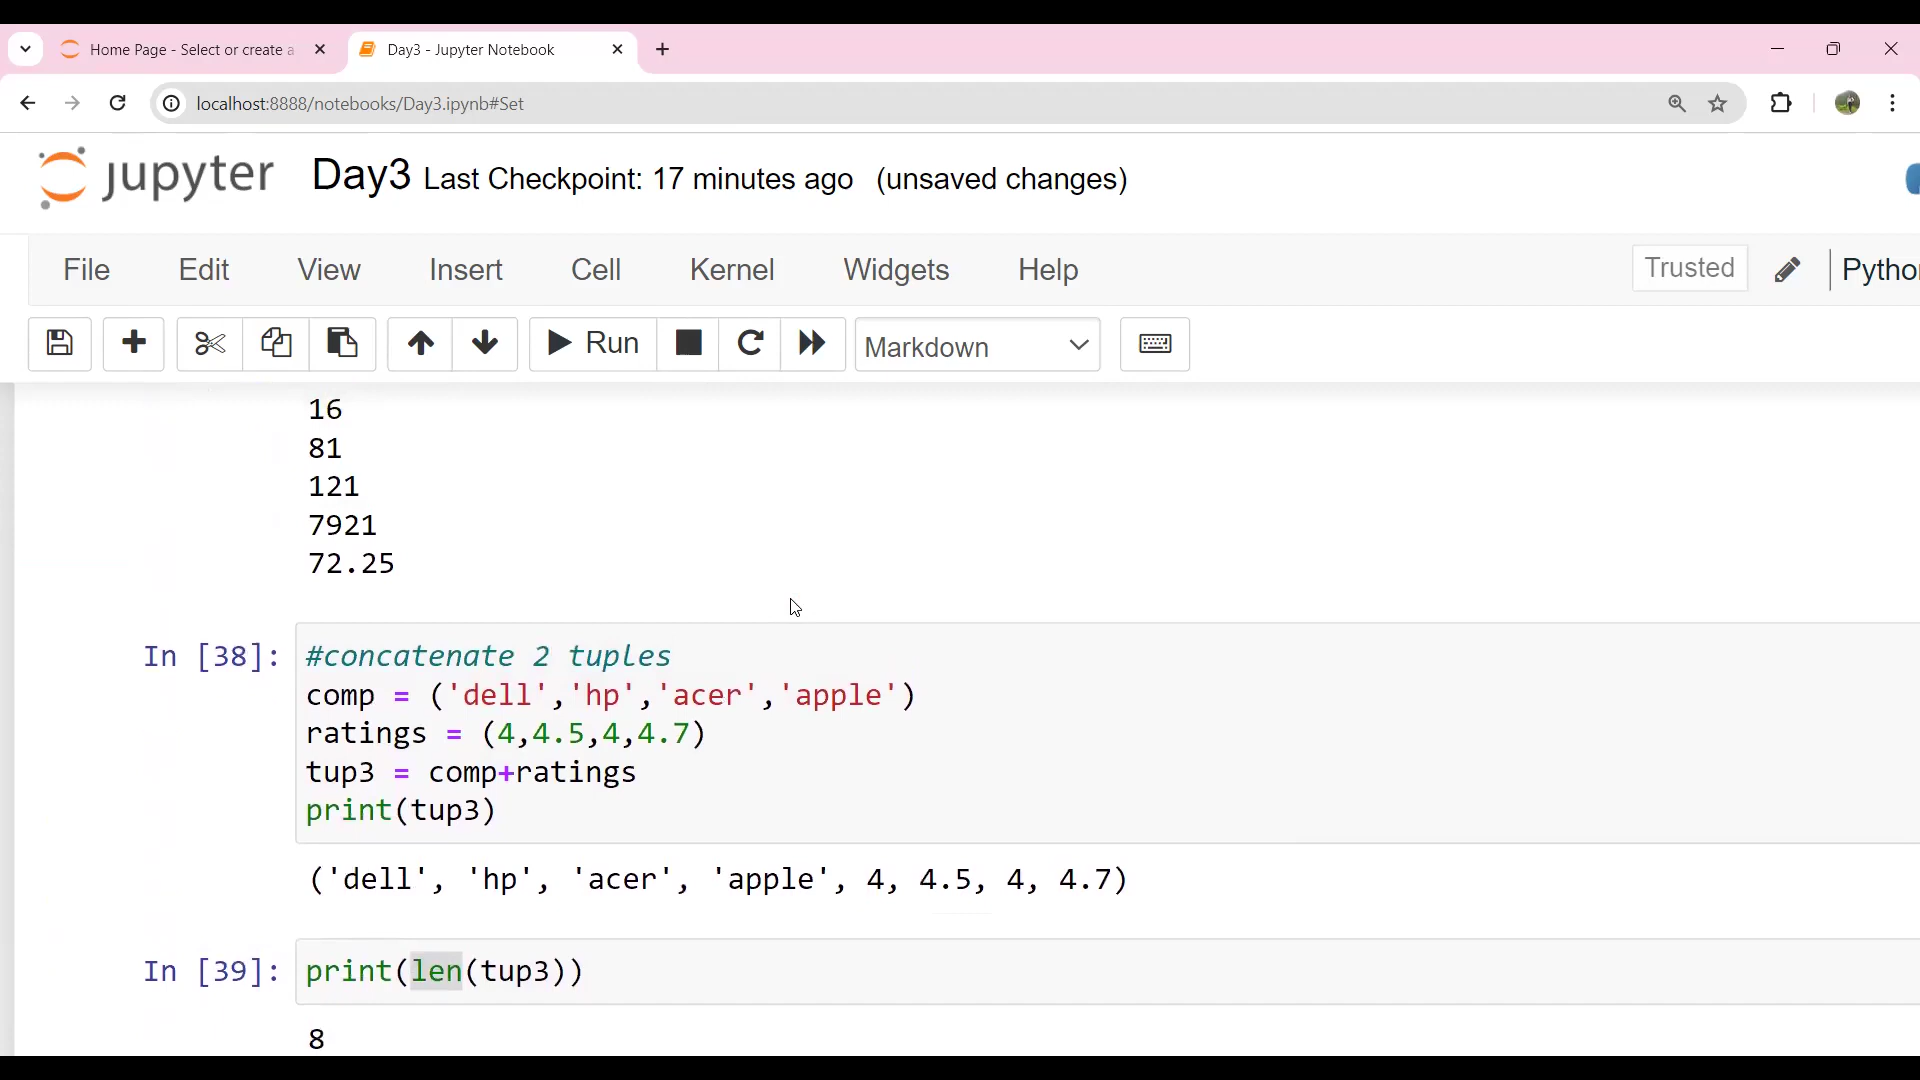 Home Page - Select or create a
Day3 - Jupyter Notebook
localhost:8888/notebooks/Day3.ipynb#Set
jupyter Day3 Last Checkpoint: 17 minutes ago (unsaved changes)
File Edit View Insert Cell Kernel Widgets Help Trusted Pytho
Run Markdown
16
81
121
7921
72.25
In [38]: #concatenate 2 tuples
comp = ('dell','hp','acer','apple')
ratings = (4,4.5,4,4.7)
tup3 = comp+ratings
print(tup3)
('dell', 'hp', 'acer', 'apple', 4, 4.5, 4, 4.7)
In [39]: print(len(tup3))
8